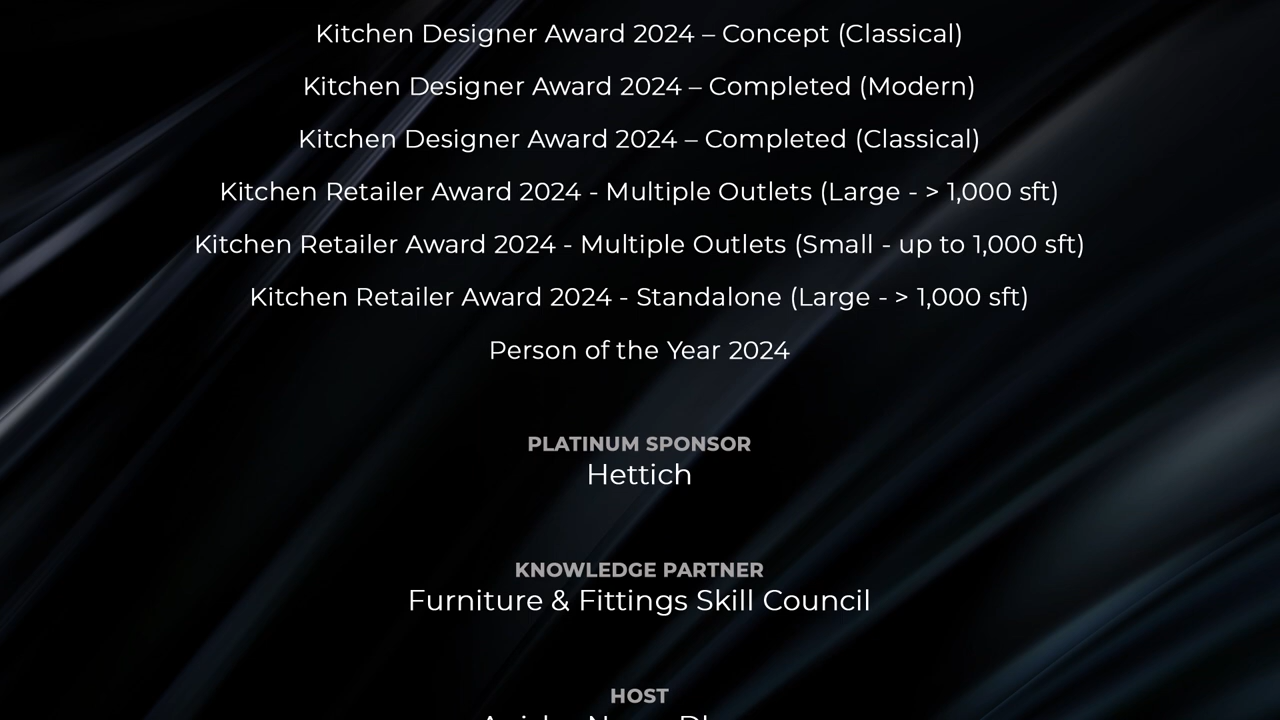 Kitchen Designer Award 2024 – Concept (Classical)
Kitchen Designer Award 2024 – Completed (Modern)
Kitchen Designer Award 2024 – Completed (Classical)
Kitchen Retailer Award 2024 - Multiple Outlets (Large - > 1,000 sft)
Kitchen Retailer Award 2024 - Multiple Outlets (Small - up to 1,000 sft)
Kitchen Retailer Award 2024 - Standalone (Large - > 1,000 sft)
Person of the Year 2024
PLATINUM SPONSOR
Hettich
KNOWLEDGE PARTNER
Furniture & Fittings Skill Council
HOST